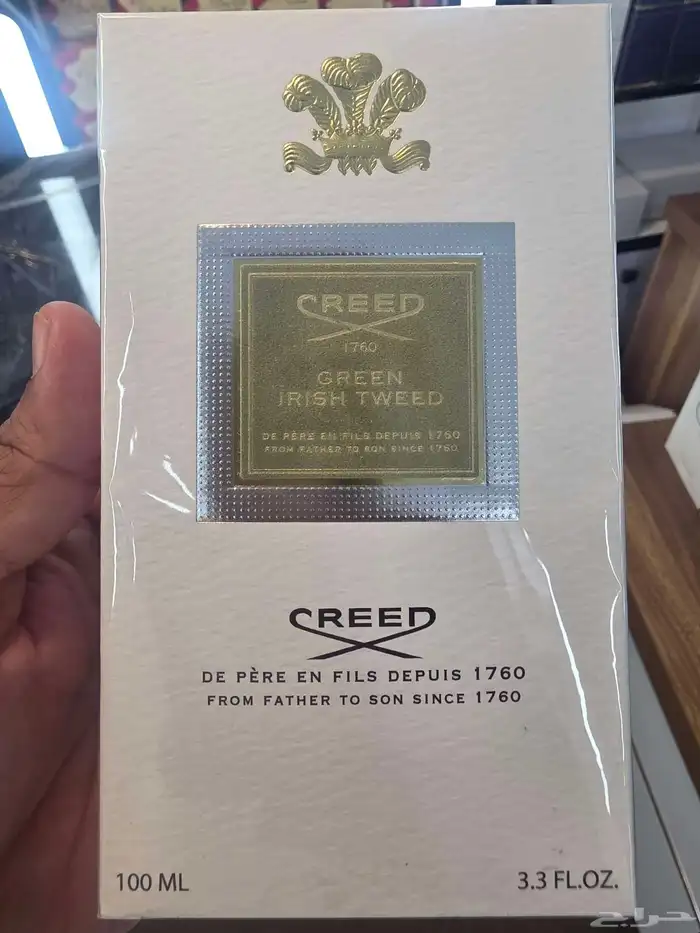 CREED
1760
GREEN
IRISH TWEED
DE PÈRE EN FILS DEPUIS 1760
FROM FATHER TO SON SINCE 1760
CREED
DE PÈRE EN FILS DEPUIS 1760
FROM FATHER TO SON SINCE 1760
100 ML
3.3 FL.OZ.
حراج